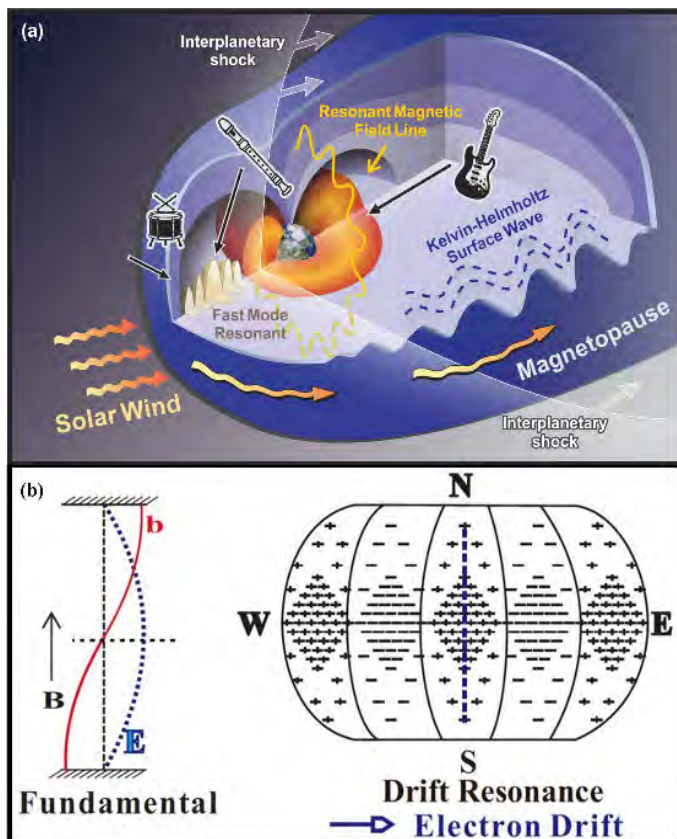 (a)
Interplanetary
shock
Resonant Magnetic
Field Line
Kelvin-Helmholtz
Surface Wave
Fast Mode
Resonant
Solar Wind
Magnetopause
Interplanetary
shock
(b)
b
B
E
Fundamental
N
W
E
S
Drift Resonance
Electron Drift